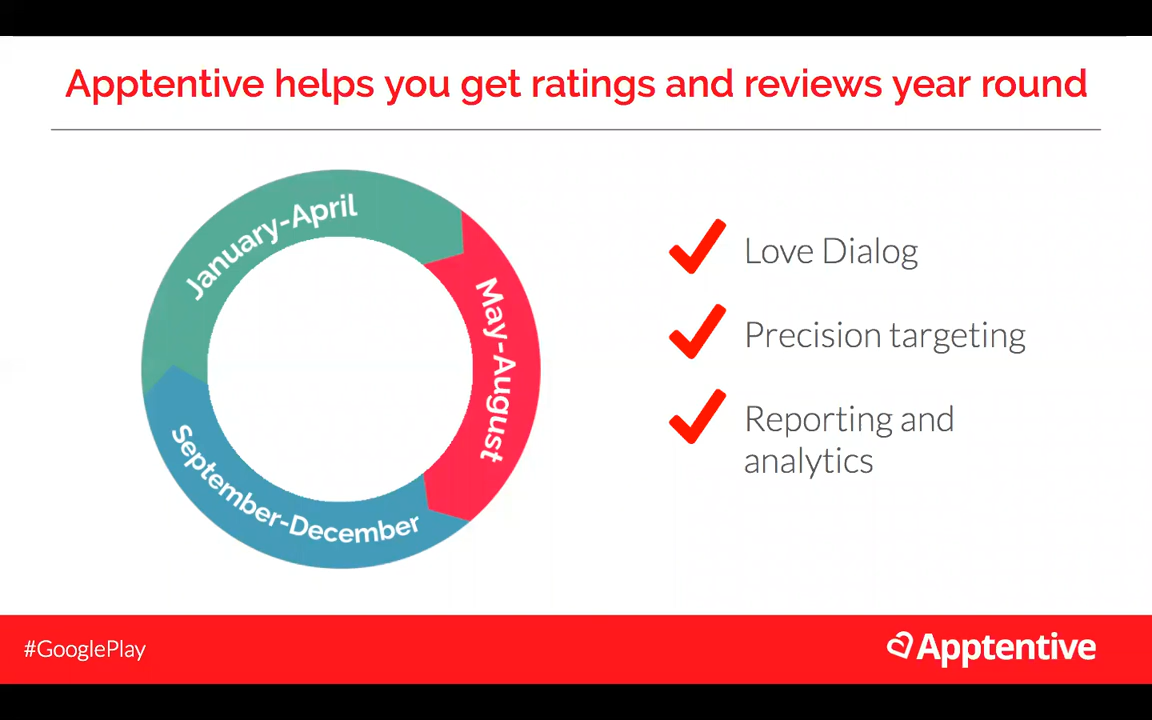 Apptentive helps you get ratings and reviews year round
January-April
May-August
September-December
Love Dialog
Precision targeting
Reporting and
analytics
#GooglePlay
Apptentive